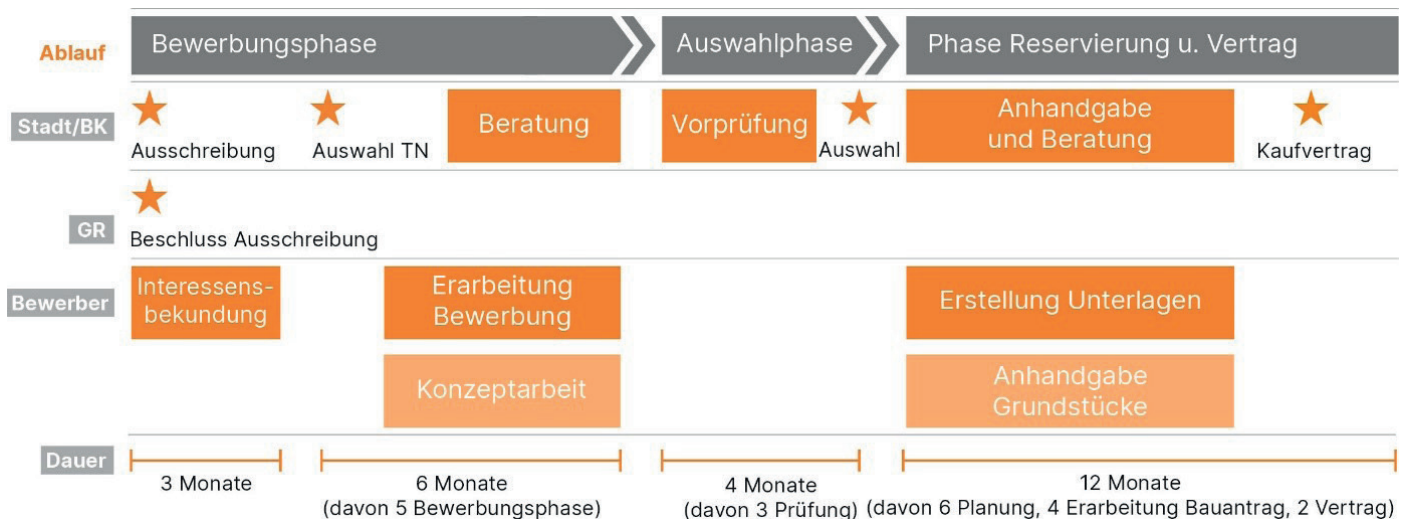 Ablauf
Bewerbungsphase
Auswahlphase
Phase Reservierung u. Vertrag
Stadt/BK
Ausschreibung
Auswahl TN
Beratung
Vorprüfung
Auswahl
Anhandgabe
und Beratung
Kaufvertrag
GR
Beschluss Ausschreibung
Bewerber
Interessens-
bekundung
Erarbeitung
Bewerbung
Erstellung Unterlagen
Konzeptarbeit
Anhandgabe
Grundstücke
Dauer
3 Monate
6 Monate
(davon 5 Bewerbungsphase)
4 Monate
(davon 3 Prüfung)
12 Monate
(davon 6 Planung, 4 Erarbeitung Bauantrag, 2 Vertrag)